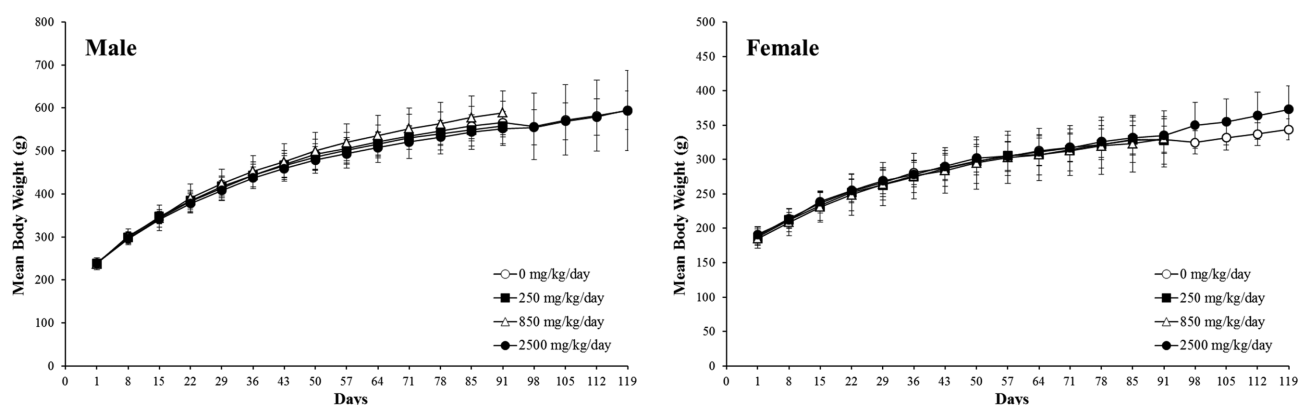 Male
Mean Body Weight (g)
800
700
600
500
400
300
200
100
0
0 1 8 15 22 29 36 43 50 57 64 71 78 85 91 98 105 112 119
Days
0 mg/kg/day
250 mg/kg/day
850 mg/kg/day
2500 mg/kg/day
Female
Mean Body Weight (g)
500
450
400
350
300
250
200
150
100
50
0
0 1 8 15 22 29 36 43 50 57 64 71 78 85 91 98 105 112 119
Days
0 mg/kg/day
250 mg/kg/day
850 mg/kg/day
2500 mg/kg/day